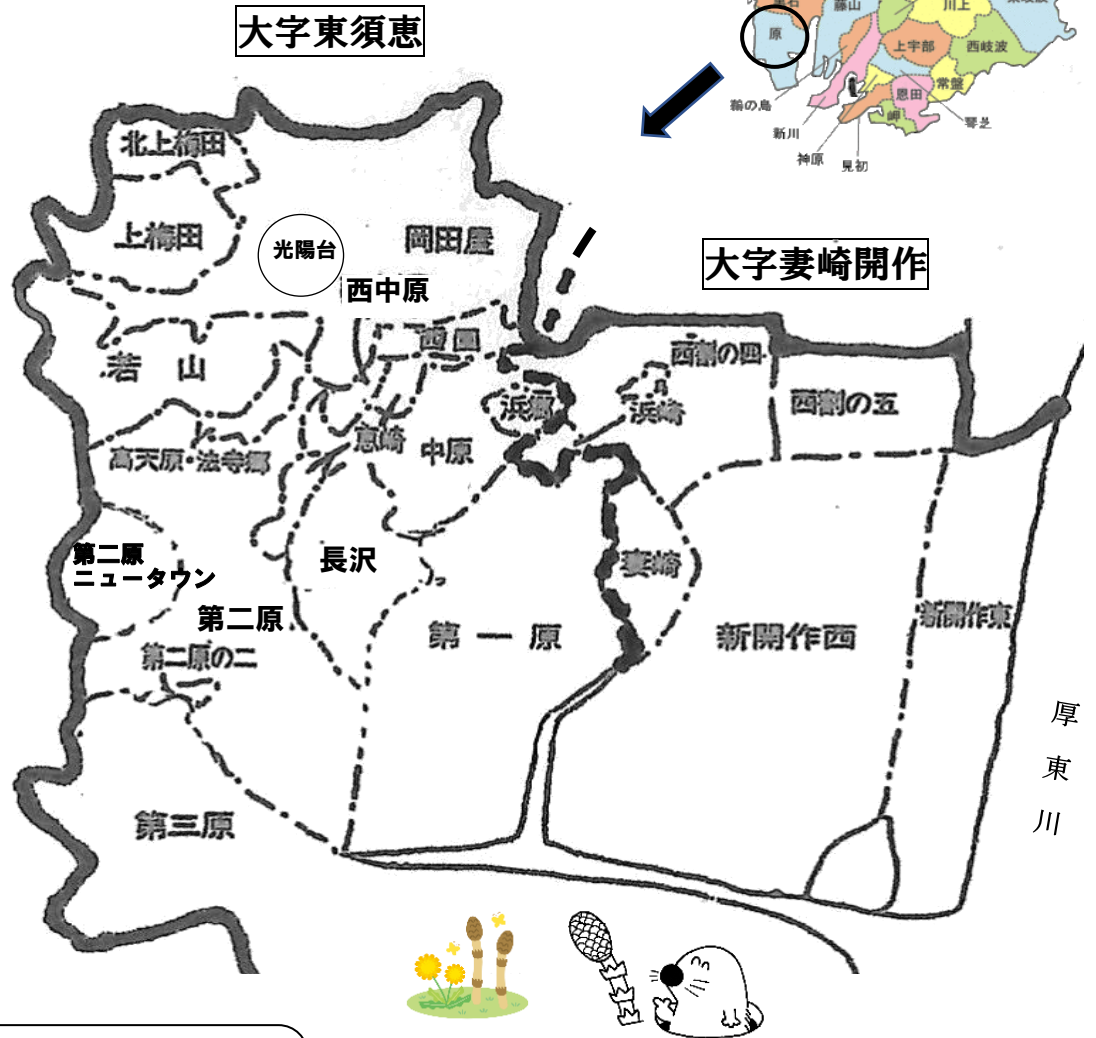 大字東須恵
藤山
川上
原
上宇部
西岐波
鵜の島
常盤
恩田
岬
新川
琴芝
神原
見初
北上梅田
上梅田
光陽台
岡田屋
西中原
大字妻崎開作
若山
西割の四
浜郷
浜崎
西割の五
恵崎
中原
高天原・法寺郷
第二原
ニュータウン
長沢
妻崎
第二原
第一原
新開作西
新開作東
第二原の二
厚東川
第三原